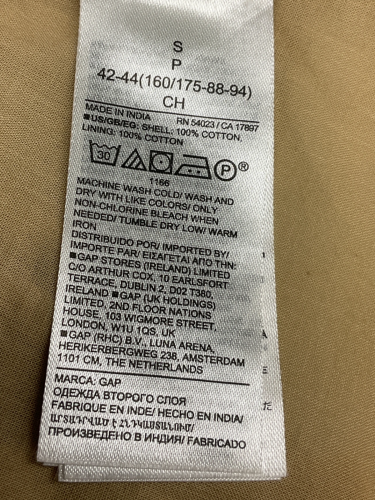 S
P
42-44(160/175-88-94)
CH
MADE IN INDIA RN 54023 / CA 17897
■US/GB/EG: SHELL: 100% COTTON.
LINING: 100% COTTON
30 P®
1166
MACHINE WASH COLD/ WASH AND
DRY WITH LIKE COLORS/ ONLY
NON-CHLORINE BLEACH WHEN
NEEDED/ TUMBLE DRY LOW/ WARM
IRON
DISTRIBUIDO POR/ IMPORTED BY/
IMPORTE PAR/ ΕΙΣΑΓΕΤΑΙ ΑΠΟ ΤΗΝ:
■GAP STORES (IRELAND) LIMITED
C/O ARTHUR COX, 10 EARLSFORT
TERRACE, DUBLIN 2, D02 T380,
IRELAND ■GAP (UK HOLDINGS)
LIMITED, 2ND FLOOR NATIONS
HOUSE, 103 WIGMORE STREET,
LONDON, W1U 1QS, UK
■GAP (RHC) B.V., LUNA ARENA,
HERIKERBERGWEG 238, AMSTERDAM
1101 CM, THE NETHERLANDS
MARCA: GAP
ОДЕЖДА ВТОРОГО СЛОЯ
FABRIQUE EN INDE/ HECHO EN INDIA/
ԱՐՏԱԴՐՎԱԾ Է ՀՆԴԿԱՍՏԱՆՈՒՄ/
ПРОИЗВЕДЕНО В ИНДИИ/ FABRICADO